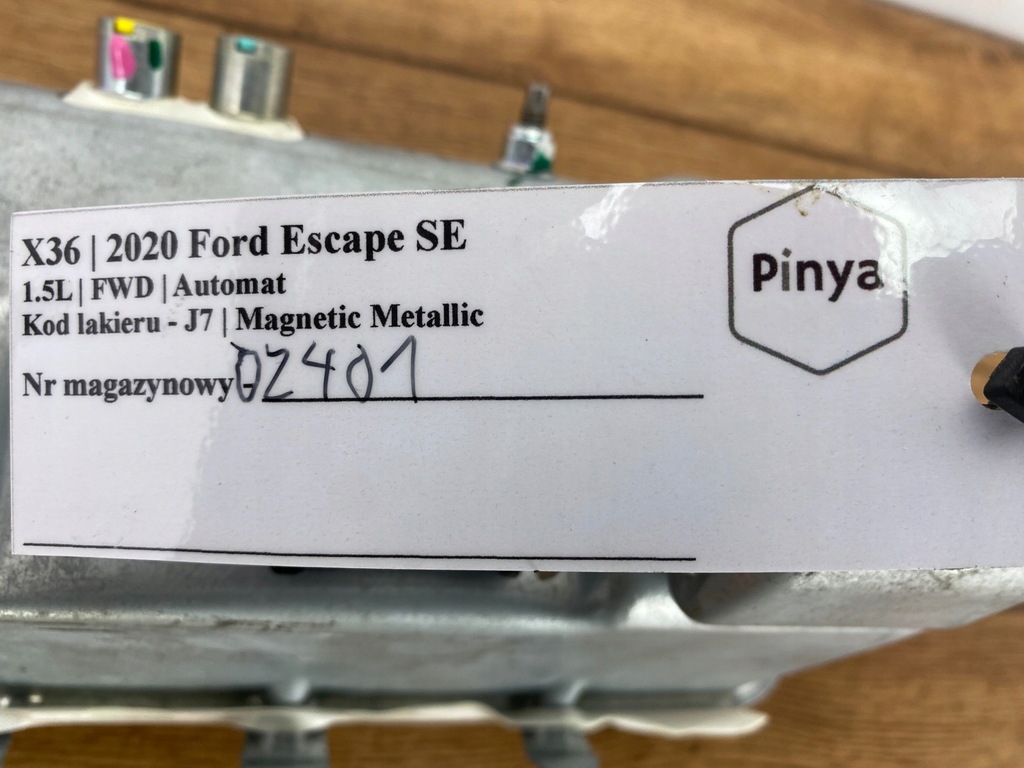 X36 | 2020 Ford Escape SE
1.5L | FWD | Automat
Kod lakieru - J7 | Magnetic Metallic
Nr magazynowy- 02401
Pinya